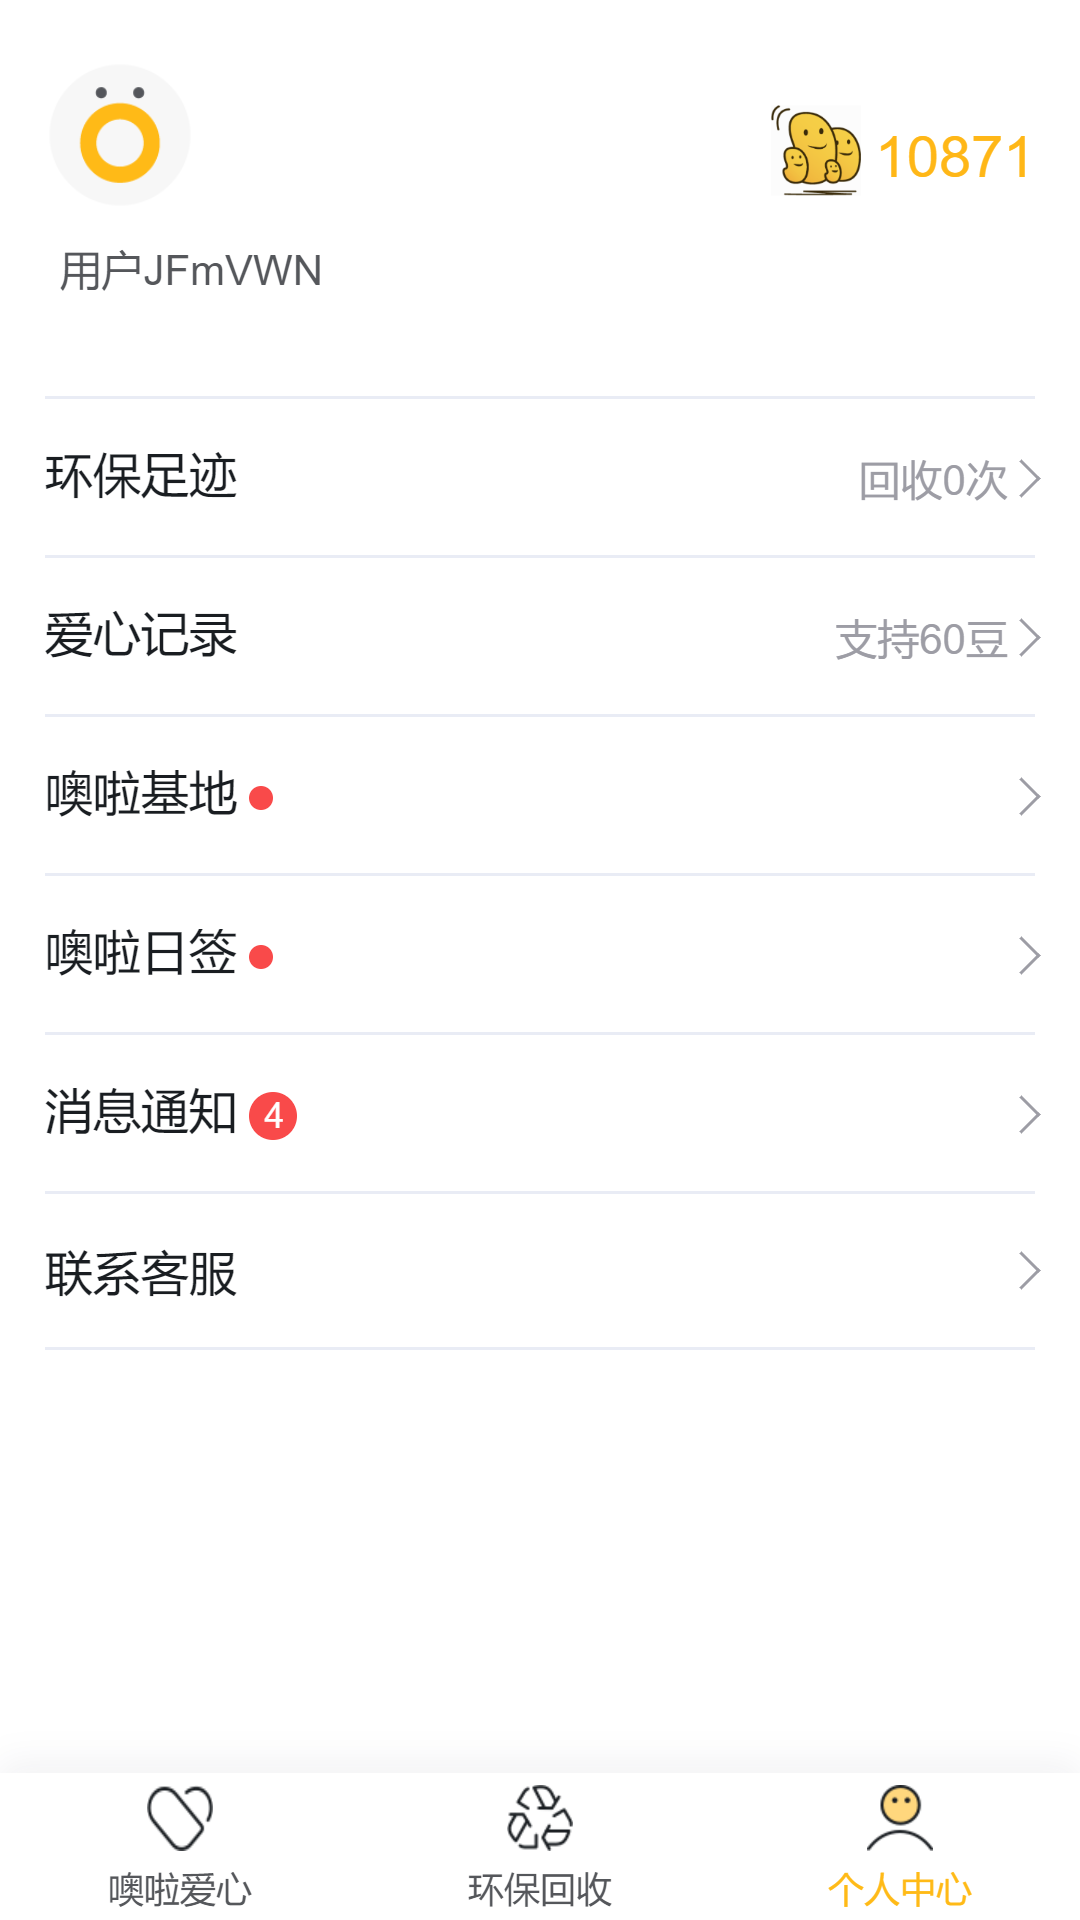 10871
用户JFmVWN
环保足迹
回收0次
爱心记录
支持60豆
噢啦基地
噢啦日签
消息通知 4
联系客服
噢啦爱心
环保回收
个人中心